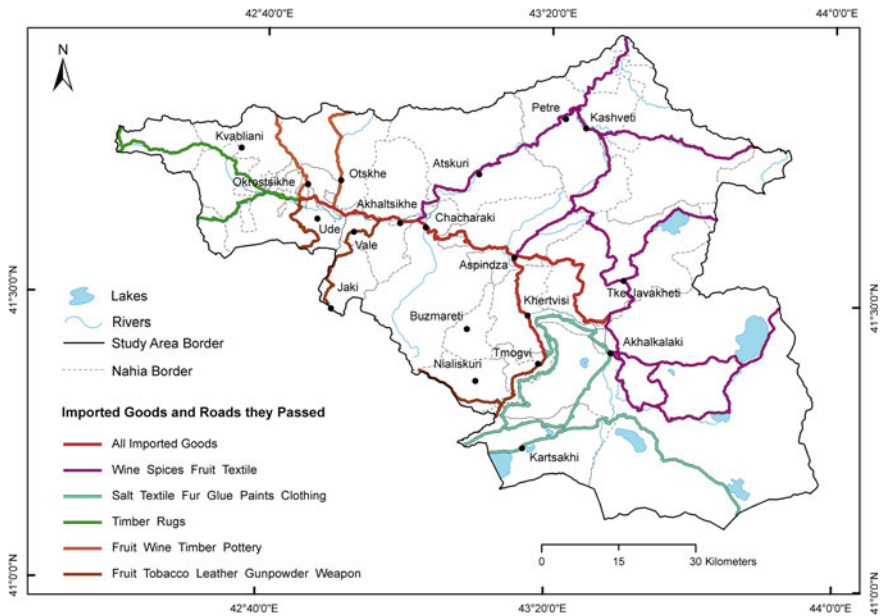 42°40'0"E
43°20'0"E
44°0'0"E
N
Petre
Kashveti
Kvabliani
Atskuri
Otskhe
Okrostsikhe
Akhaltsikhe
Chacharaki
Ude
Vale
Aspindza
41°30'0"N
41°30'0"N
Jaki
Tke Javakheti
Khertvisi
Lakes
Buzmareti
Rivers
Akhalkalaki
Study Area Border
Tmogvi
Nahia Border
Nialiskuri
Imported Goods and Roads they Passed
All Imported Goods
Kartsakhi
Wine Spices Fruit Textile
Salt Textile Fur Glue Paints Clothing
Timber Rugs
Fruit Wine Timber Pottery
0 15 30 Kilometers
Fruit Tobacco Leather Gunpowder Weapon
41°0'0"N
41°0'0"N
42°40'0"E
43°20'0"E
44°0'0"E